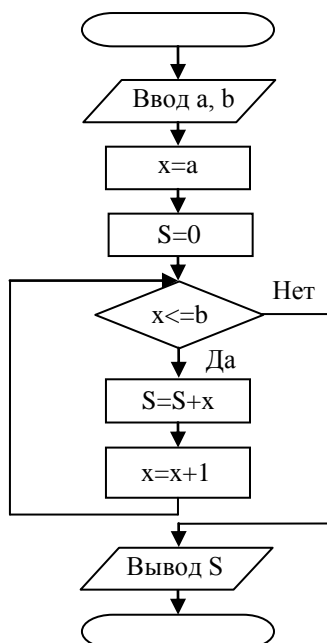 Ввод a, b
x=a
S=0
Нет
x<=b
Да
S=S+x
x=x+1
Вывод S